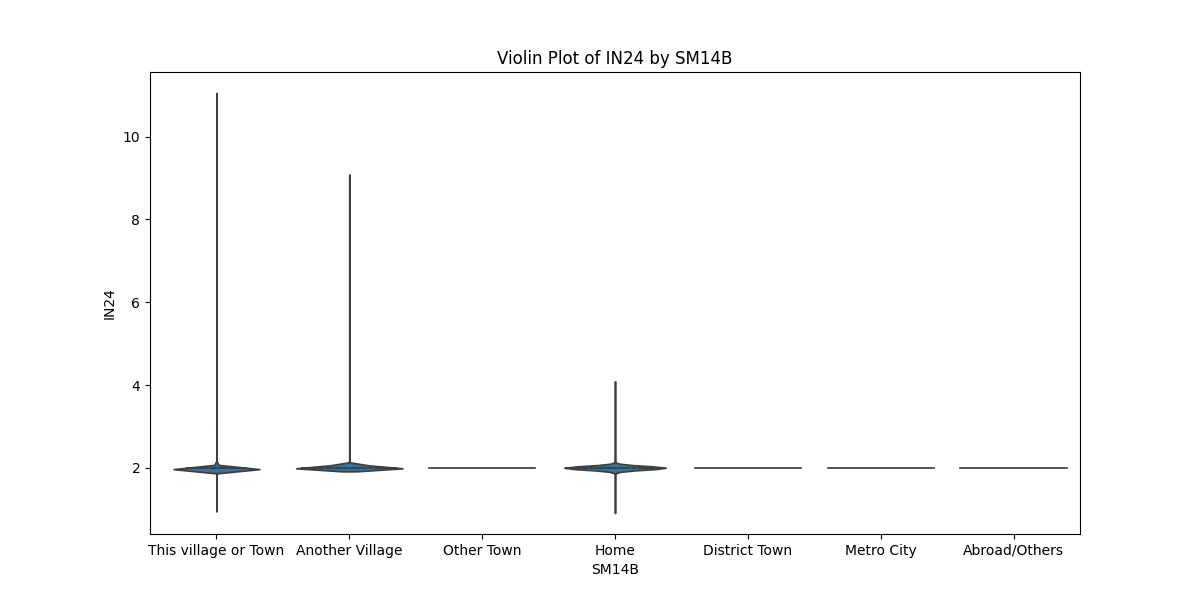 Violin Plot of IN24 by SM14B
10
8
6
4
2
IN24
This village or Town Another Village Other Town Home District Town Metro City Abroad/Others
SM14B